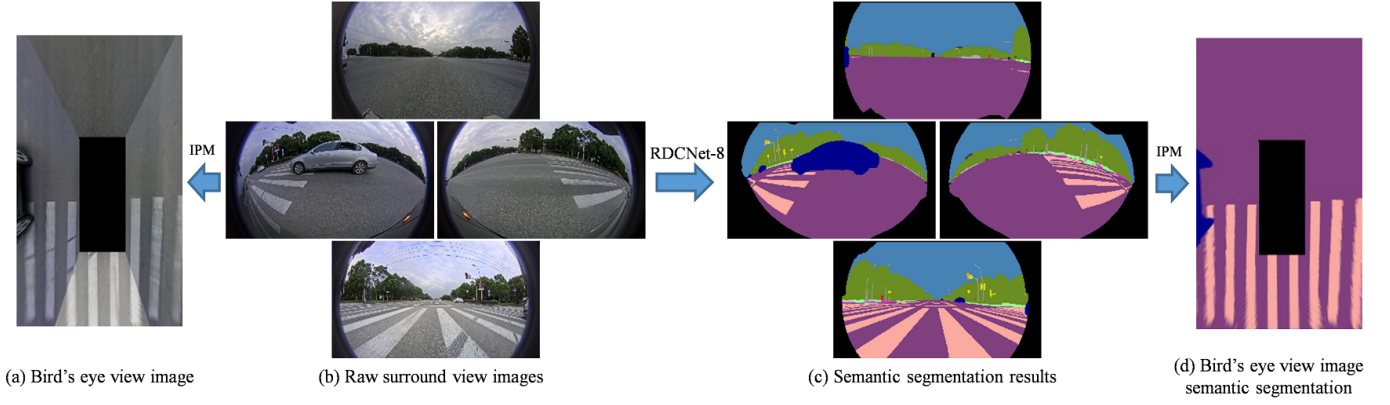 IPM
RDCNet-8
IPM
(a) Bird's eye view image
(b) Raw surround view images
(c) Semantic segmentation results
(d) Bird's eye view image
semantic segmentation